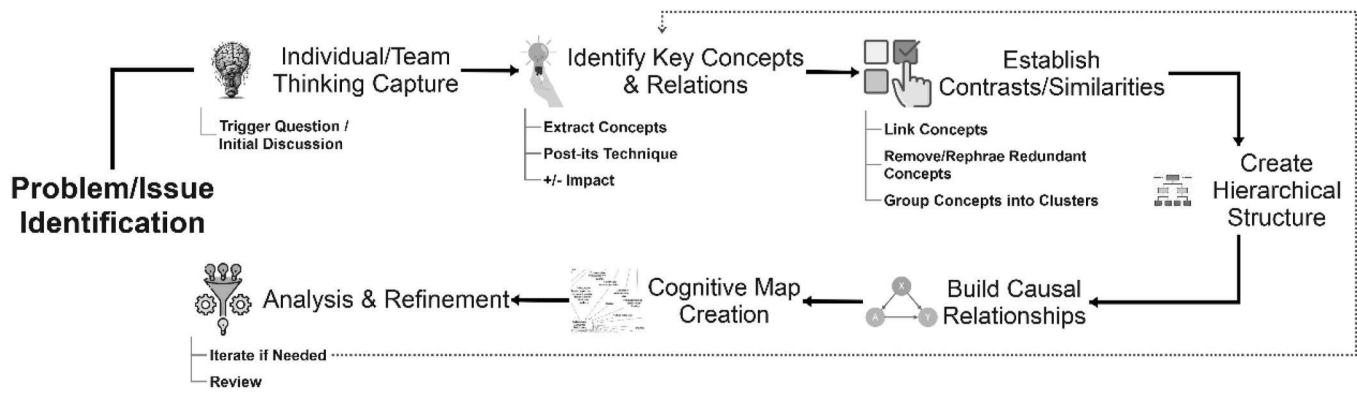 Problem/Issue
Identification
Individual/Team
Thinking Capture
Trigger Question /
Initial Discussion
Identify Key Concepts
& Relations
Extract Concepts
Post-its Technique
+/- Impact
Establish
Contrasts/Similarities
Link Concepts
Remove/Rephrae Redundant
Concepts
Group Concepts into Clusters
Create
Hierarchical
Structure
Build Causal
Relationships
X
A
Y
Cognitive Map
Creation
Analysis & Refinement
Iterate if Needed
Review